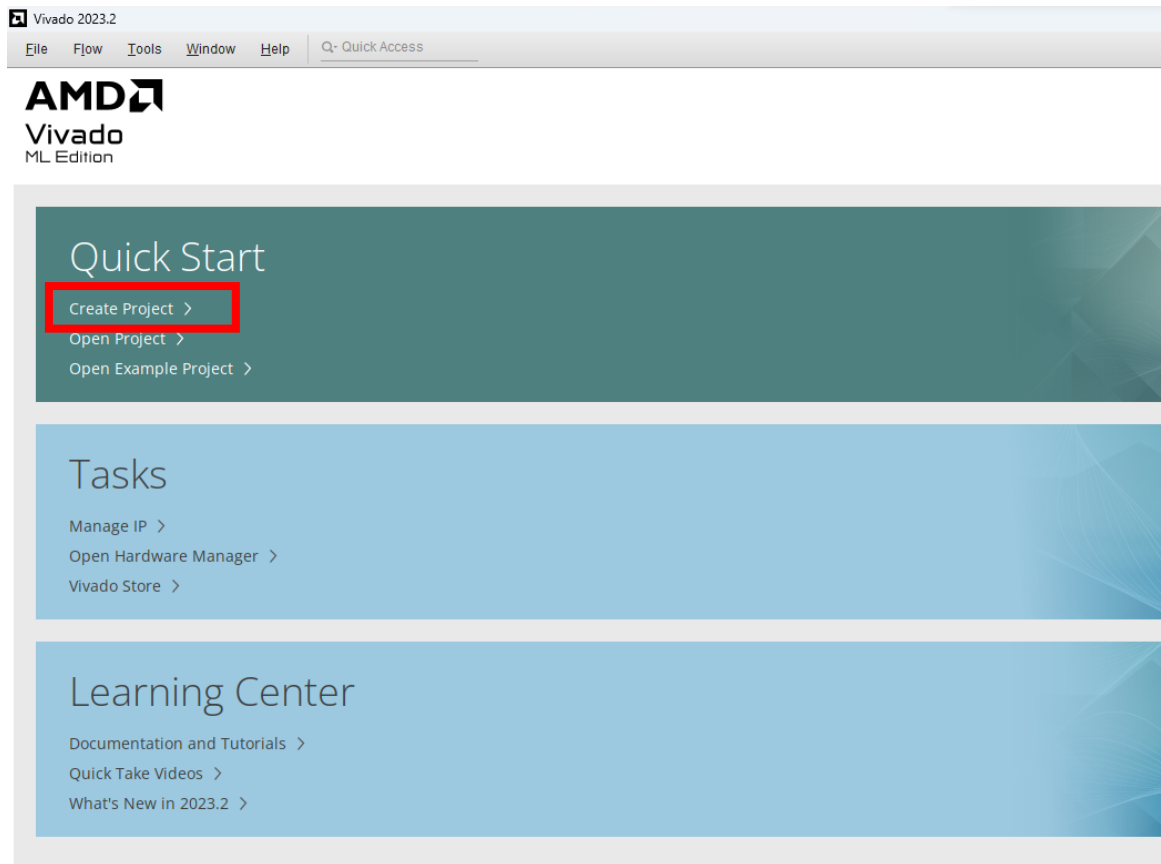 Vivado 2023.2
File Flow Tools Window Help Quick Access
AMD
Vivado
ML Edition
Quick Start
Create Project
Open Project
Open Example Project
Tasks
Manage IP
Open Hardware Manager
Vivado Store
Learning Center
Documentation and Tutorials
Quick Take Videos
What's New in 2023.2